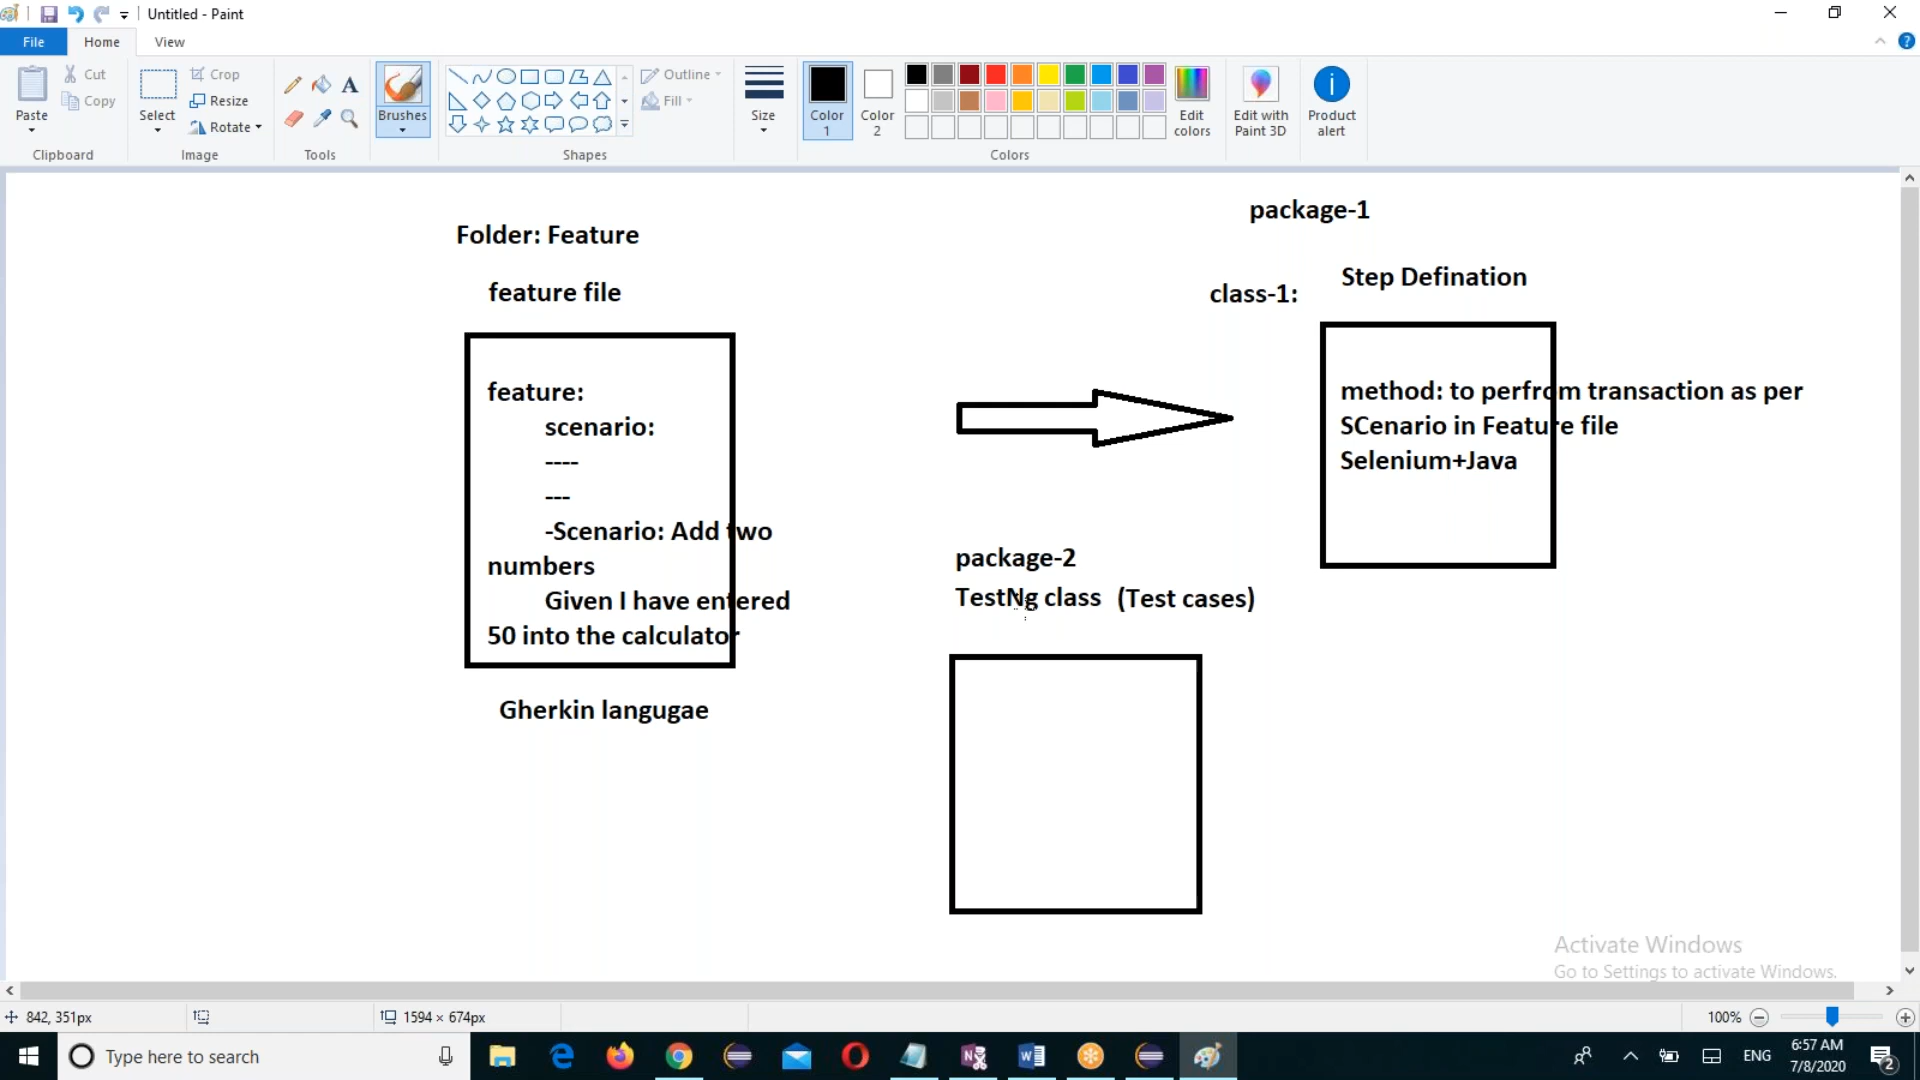 Untitled - Paint
File
Home
View
Paste
Cut
Copy
Clipboard
Select
Crop
Resize
Rotate
Image
Tools
Brushes
Shapes
Outline
Fill
Size
Color 1
Color 2
Colors
Edit colors
Edit with Paint 3D
Product alert
Folder: Feature
feature file
feature:
scenario:
----
---
-Scenario: Add two
numbers
Given I have entered
50 into the calculator
Gherkin langugae
package-1
Step Defination
class-1:
method: to perfrom transaction as per
SCenario in Feature file
Selenium+Java
package-2
TestNg class (Test cases)
Activate Windows
Go to Settings to activate Windows.
842, 351px
1594 × 674px
100%
Type here to search
ENG
6:57 AM
7/8/2020
2